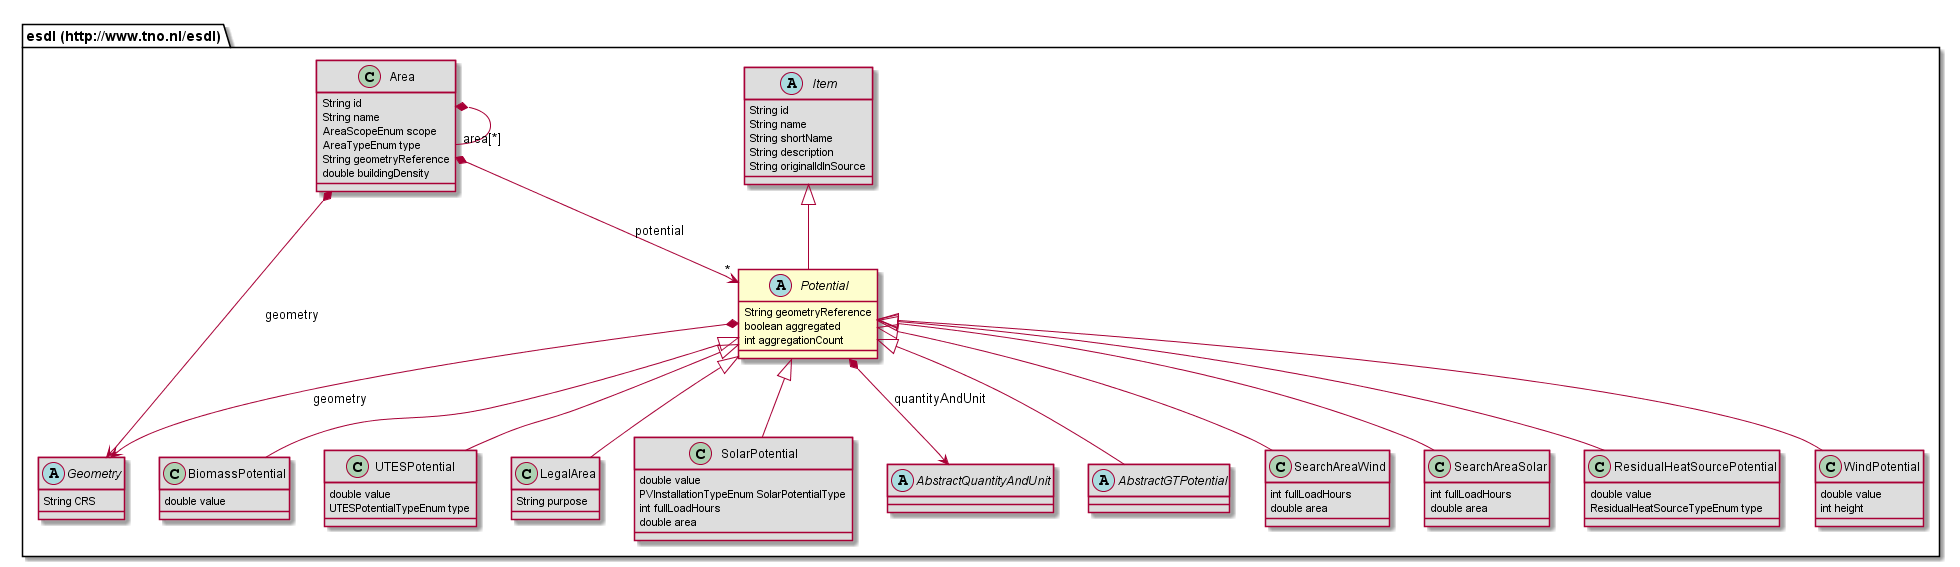 esdl (http://www.tno.nl/esdl)
C Area
String id
String name
AreaScopeEnum scope
AreaTypeEnum type
String geometryReference
double buildingDensity
area[*]
A Item
String id
String name
String shortName
String description
String originalIdInSource
potential
*
A Potential
String geometryReference
boolean aggregated
int aggregationCount
geometry
geometry
quantityAndUnit
A Geometry
String CRS
C BiomassPotential
double value
C UTESPotential
double value
UTESPotentialTypeEnum type
C LegalArea
String purpose
C SolarPotential
double value
PVInstallationTypeEnum SolarPotentialType
int fullLoadHours
double area
A AbstractQuantityAndUnit
A AbstractGTPotential
C SearchAreaWind
int fullLoadHours
double area
C SearchAreaSolar
int fullLoadHours
double area
C ResidualHeatSourcePotential
double value
ResidualHeatSourceTypeEnum type
C WindPotential
double value
int height